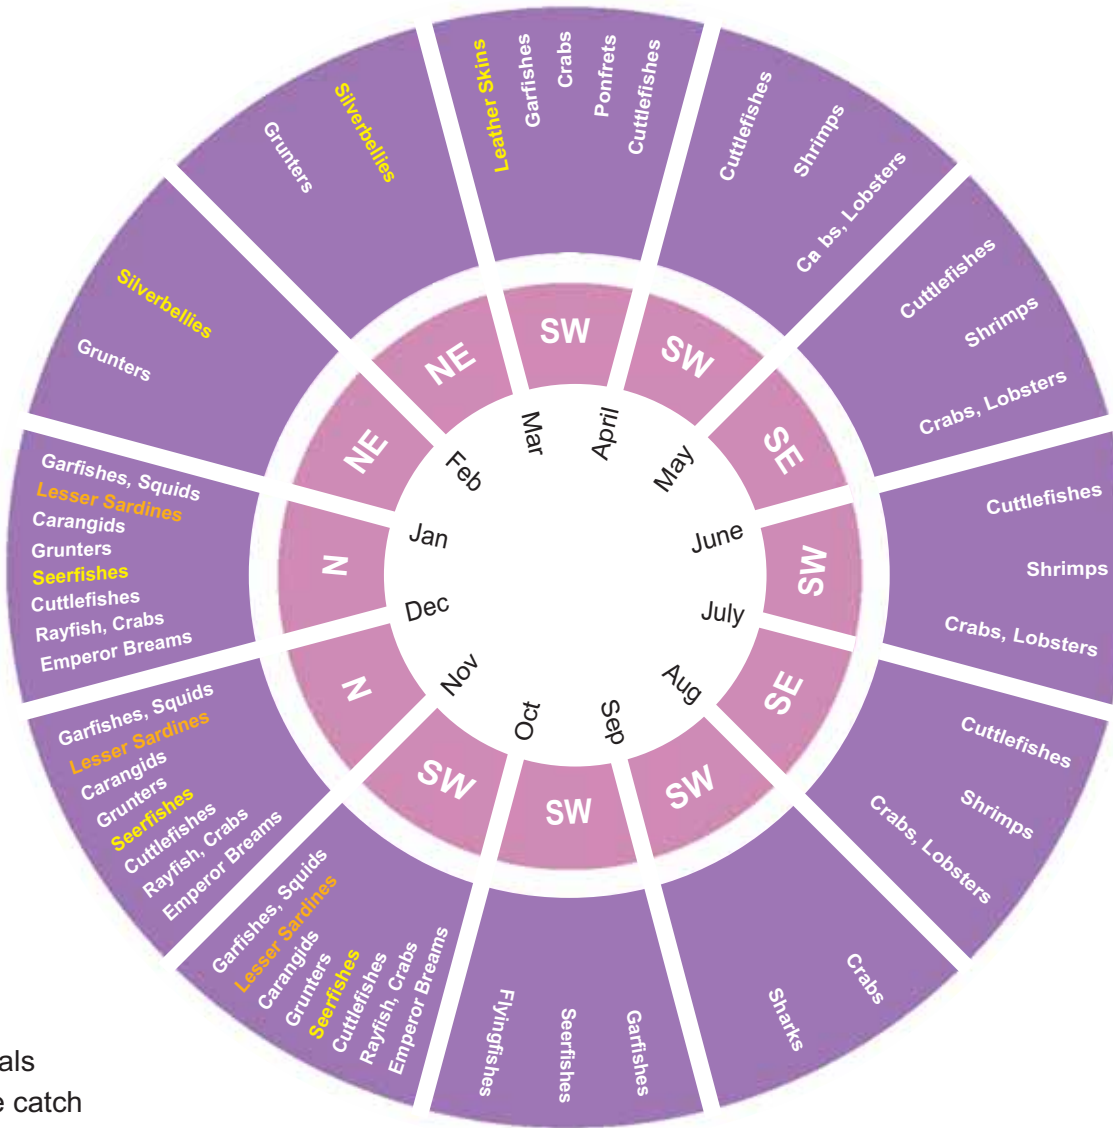 Leather Skins
Garfishes
Crabs
Ponfrets
Cuttlefishes
Cuttlefishes
Shrimps
Ca bs, Lobsters
Cuttlefishes
Shrimps
Crabs, Lobsters
Cuttlefishes
Shrimps
Crabs, Lobsters
Cuttlefishes
Shrimps
Crabs, Lobsters
Crabs
Sharks
Garfishes
Seerfishes
Flyingfishes
Garfishes, Squids
Lesser Sardines
Carangids
Grunters
Seerfishes
Cuttlefishes
Rayfish, Crabs
Emperor Breams
Garfishes, Squids
Lesser Sardines
Carangids
Grunters
Seerfishes
Cuttlefishes
Rayfish, Crabs
Emperor Breams
Garfishes, Squids
Lesser Sardines
Carangids
Grunters
Seerfishes
Cuttlefishes
Rayfish, Crabs
Emperor Breams
Silverbellies
Grunters
Grunters
Silverbellies
SW
SW
SE
SW
SE
SW
SW
SW
N
N
NE
NE
Jan
Feb
Mar
April
May
June
July
Aug
Sep
Oct
Nov
Dec
als
e catch